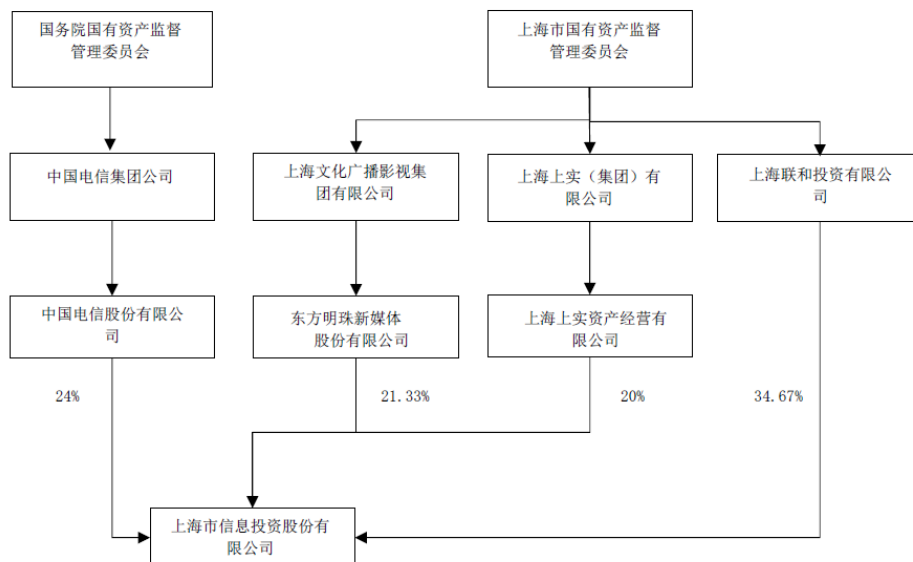 国务院国有资产监督
管理委员会
上海市国有资产监督
管理委员会
中国电信集团公司
上海文化广播影视集
团有限公司
上海上实（集团）有
限公司
上海联和投资有限公
司
中国电信股份有限公
司
东方明珠新媒体
股份有限公司
上海上实资产经营有
限公司
24%
21.33%
20%
34.67%
上海市信息投资股份有
限公司